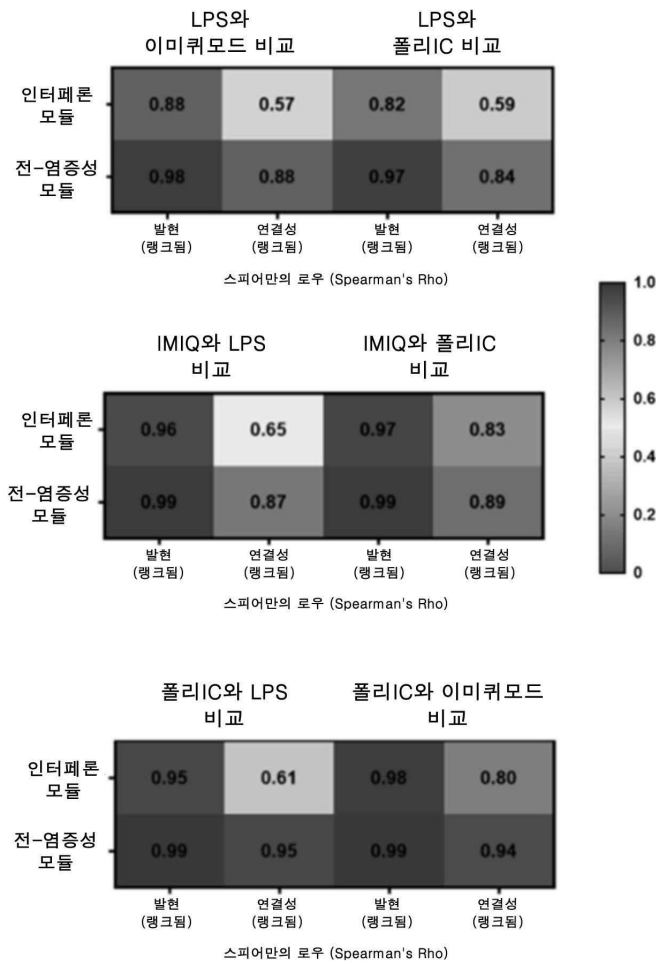 LPS와 LPS와
이미퀴모드 비교 폴리IC 비교
인터페론 0.88 0.57 0.82 0.59
모듈
전-염증성 0.98 0.88 0.97 0.84
모듈
발현 연결성 발현 연결성
(랭크됨) (랭크됨) (랭크됨) (랭크됨)
스피어만의 로우 (Spearman's Rho)
1.0
0.8
0.6
0.4
0.2
0
IMIQ와 LPS IMIQ와 폴리IC
비교 비교
인터페론 0.96 0.65 0.97 0.83
모듈
전-염증성 0.99 0.87 0.99 0.89
모듈
발현 연결성 발현 연결성
(랭크됨) (랭크됨) (랭크됨) (랭크됨)
스피어만의 로우 (Spearman's Rho)
폴리IC와 LPS 폴리IC와 이미퀴모드
비교 비교
인터페론 0.95 0.61 0.98 0.80
모듈
전-염증성 0.99 0.95 0.99 0.94
모듈
발현 연결성 발현 연결성
(랭크됨) (랭크됨) (랭크됨) (랭크됨)
스피어만의 로우 (Spearman's Rho)